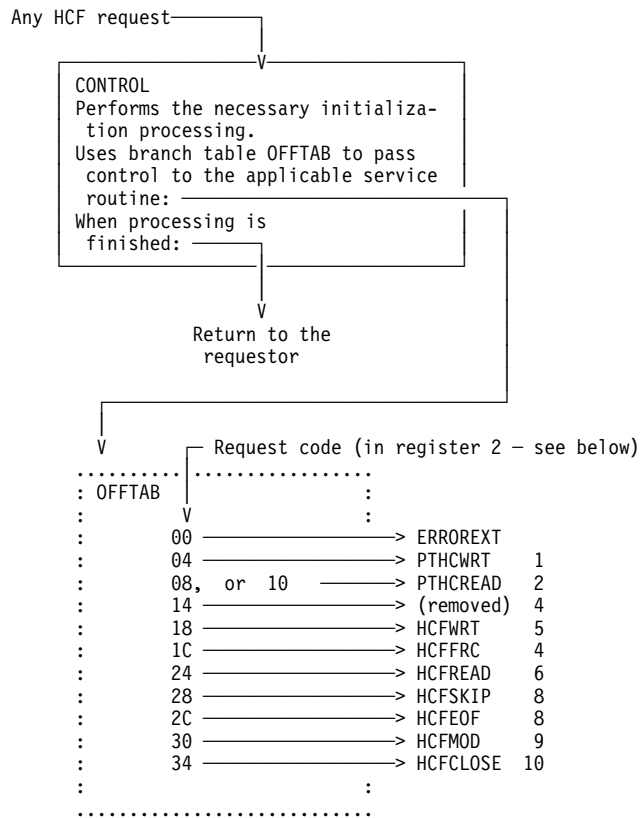 Any HCF request
V
CONTROL
Performs the necessary initializa-
tion processing.
Uses branch table OFFTAB to pass
control to the applicable service
routine:
When processing is
finished:
V
Return to the
requestor
V
Request code (in register 2 – see below)
: OFFTAB :
: V :
: 00 ───> ERROREXT
: 04 ───> PTHCWRT 1
: 08, or 10 ───> PTHCREAD 2
: 14 ───> (removed) 4
: 18 ───> HCFWRT 5
: 1C ───> HCFFRC 4
: 24 ───> HCFREAD 6
: 28 ───> HCFSKIP 8
: 2C ───> HCFEOF 8
: 30 ───> HCFMOD 9
: 34 ───> HCFCLOSE 10
: :